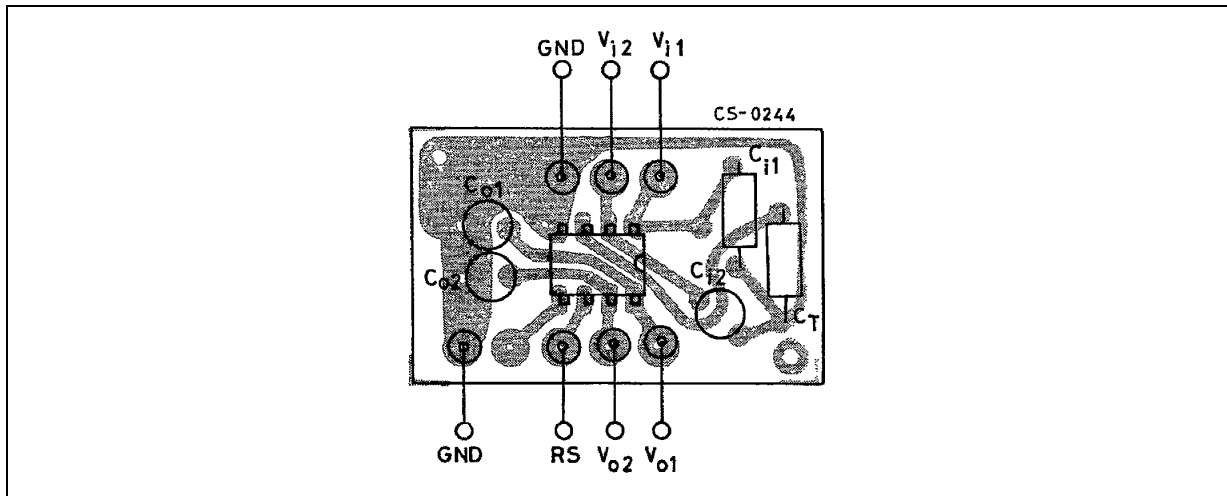 GND Vi2 Vi1
CS-0244
Ci1
Co1
Co2
Ci2
CT
GND RS Vo2 Vo1